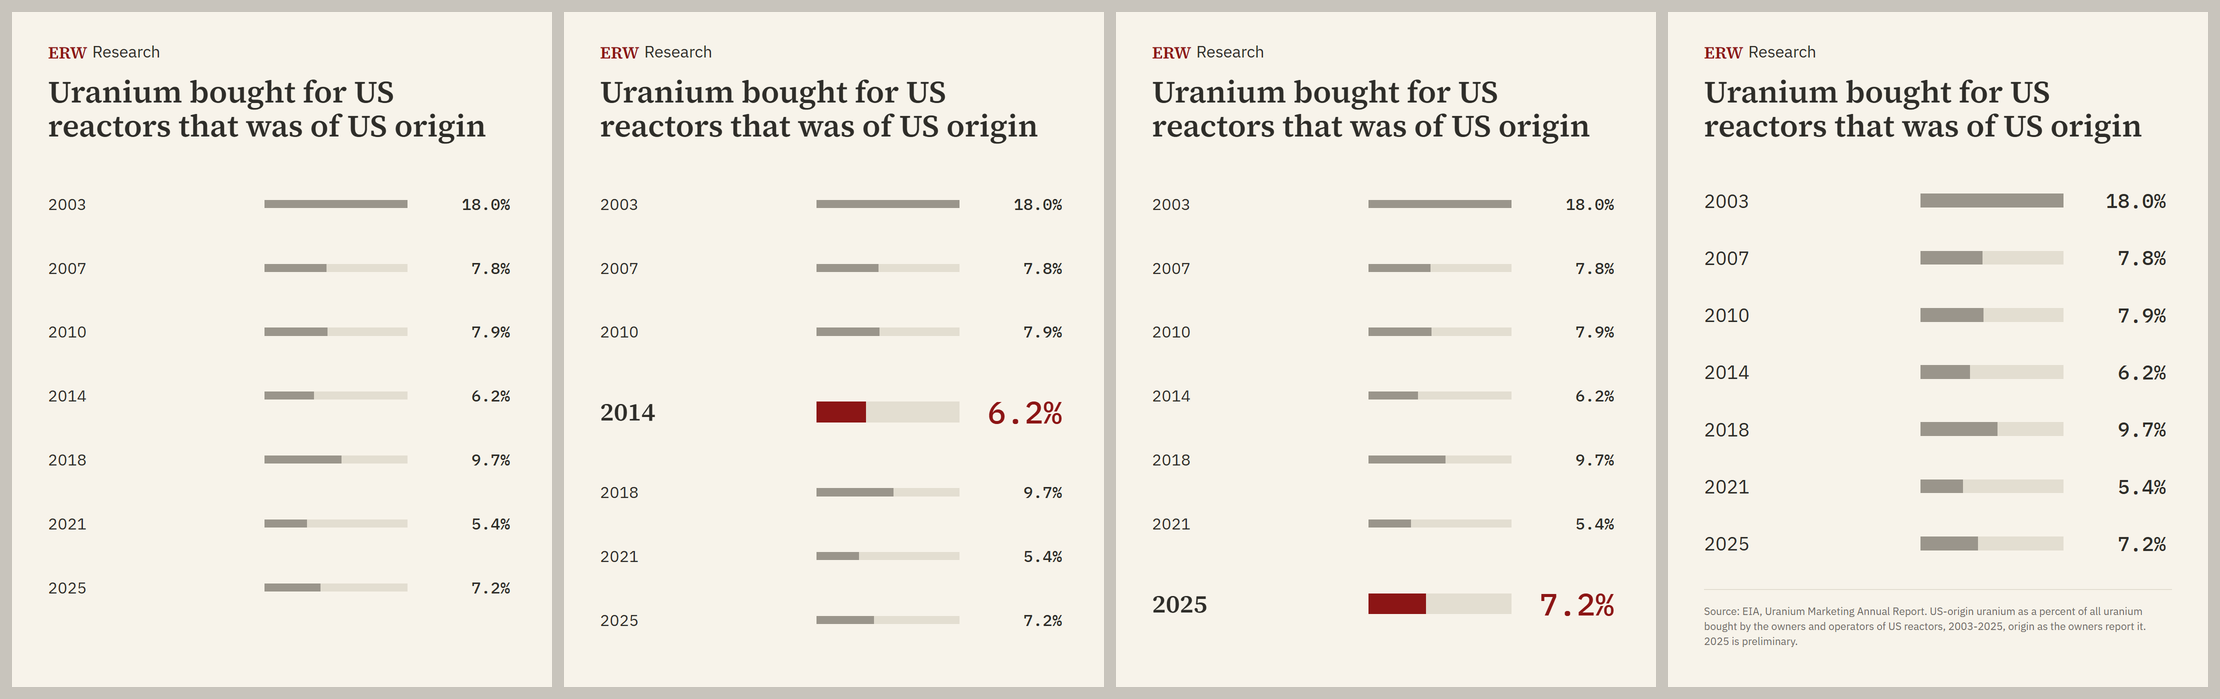 ERW Research
Uranium bought for US
reactors that was of US origin
2003 18.0%
2007 7.8%
2010 7.9%
2014 6.2%
2018 9.7%
2021 5.4%
2025 7.2%
ERW Research
Uranium bought for US
reactors that was of US origin
2003 18.0%
2007 7.8%
2010 7.9%
2014 6.2%
2018 9.7%
2021 5.4%
2025 7.2%
ERW Research
Uranium bought for US
reactors that was of US origin
2003 18.0%
2007 7.8%
2010 7.9%
2014 6.2%
2018 9.7%
2021 5.4%
2025 7.2%
ERW Research
Uranium bought for US
reactors that was of US origin
2003 18.0%
2007 7.8%
2010 7.9%
2014 6.2%
2018 9.7%
2021 5.4%
2025 7.2%
Source: EIA, Uranium Marketing Annual Report. US-origin uranium as a percent of all uranium
bought by the owners and operators of US reactors, 2003-2025, origin as the owners report it.
2025 is preliminary.